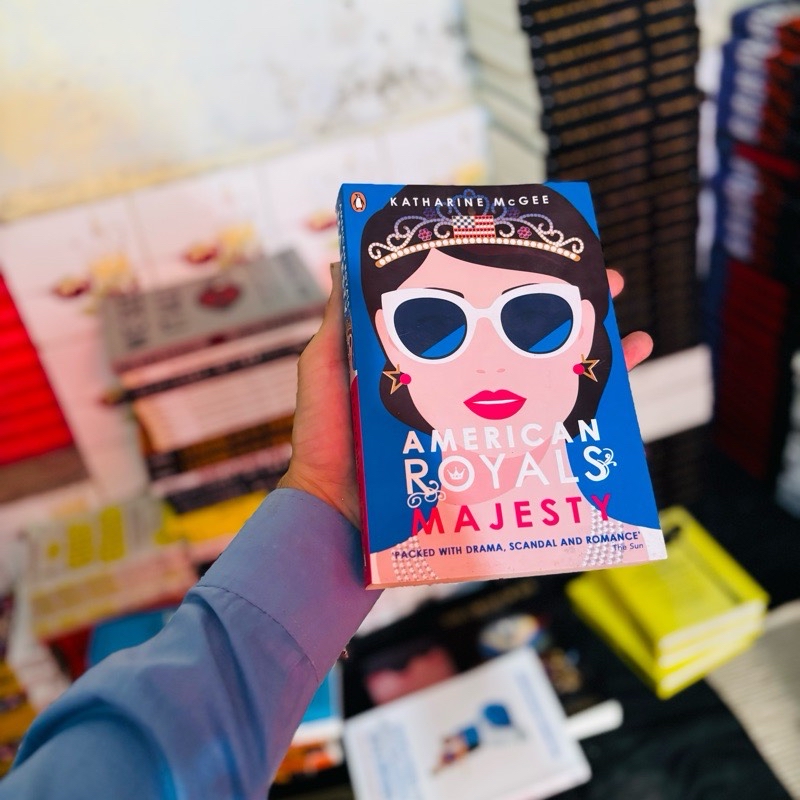 KATHARINE McGEE
AMERICAN
ROYALS
MAJESTY
'PACKED WITH DRAMA, SCANDAL AND ROMANCE'
The Sun